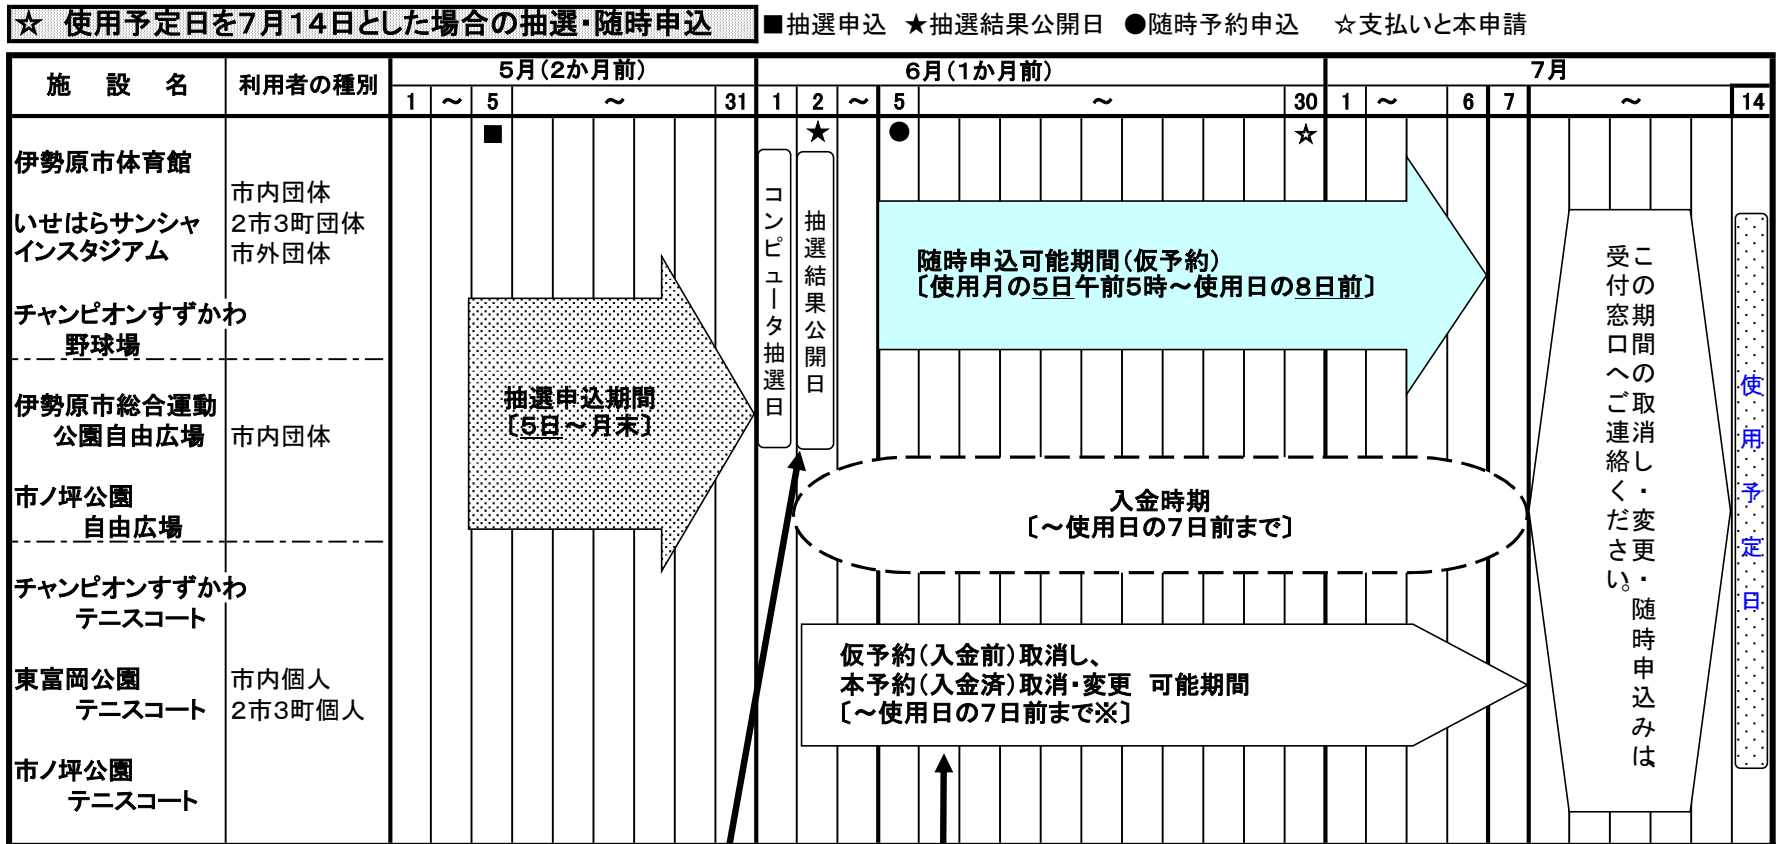 ☆ 使用予定日を7月14日とした場合の抽選・随時申込
■抽選申込 ★抽選結果公開日 ●随時予約申込 ☆支払いと本申請
施 設 名
利用者の種別
5月(2か月前)
6月(1か月前)
7月
1 ～ 5 ～ 31 1 2 ～ 5 ～ 30 1 ～ 6 7 ～ 14
■ ★ ● ☆
伊勢原市体育館
いせはらサンシャ
インスタジアム
チャンピオンすずかわ
野球場
市内団体
2市3町団体
市外団体
伊勢原市総合運動
公園自由広場
市ノ坪公園
自由広場
市内団体
チャンピオンすずかわ
テニスコート
東富岡公園
テニスコート
市ノ坪公園
テニスコート
市内個人
2市3町個人
抽選申込期間
〔5日～月末〕
コンピュータ抽選日
抽選結果公開日
随時申込可能期間(仮予約)
〔使用月の5日午前5時～使用日の8日前〕
入金時期
〔～使用日の7日前まで〕
仮予約(入金前)取消し、
本予約(入金済)取消・変更 可能期間
〔～使用日の7日前まで※〕
この期間の取消し・変更・随時申込みは、
受付窓口へご連絡ください。
使用予定日